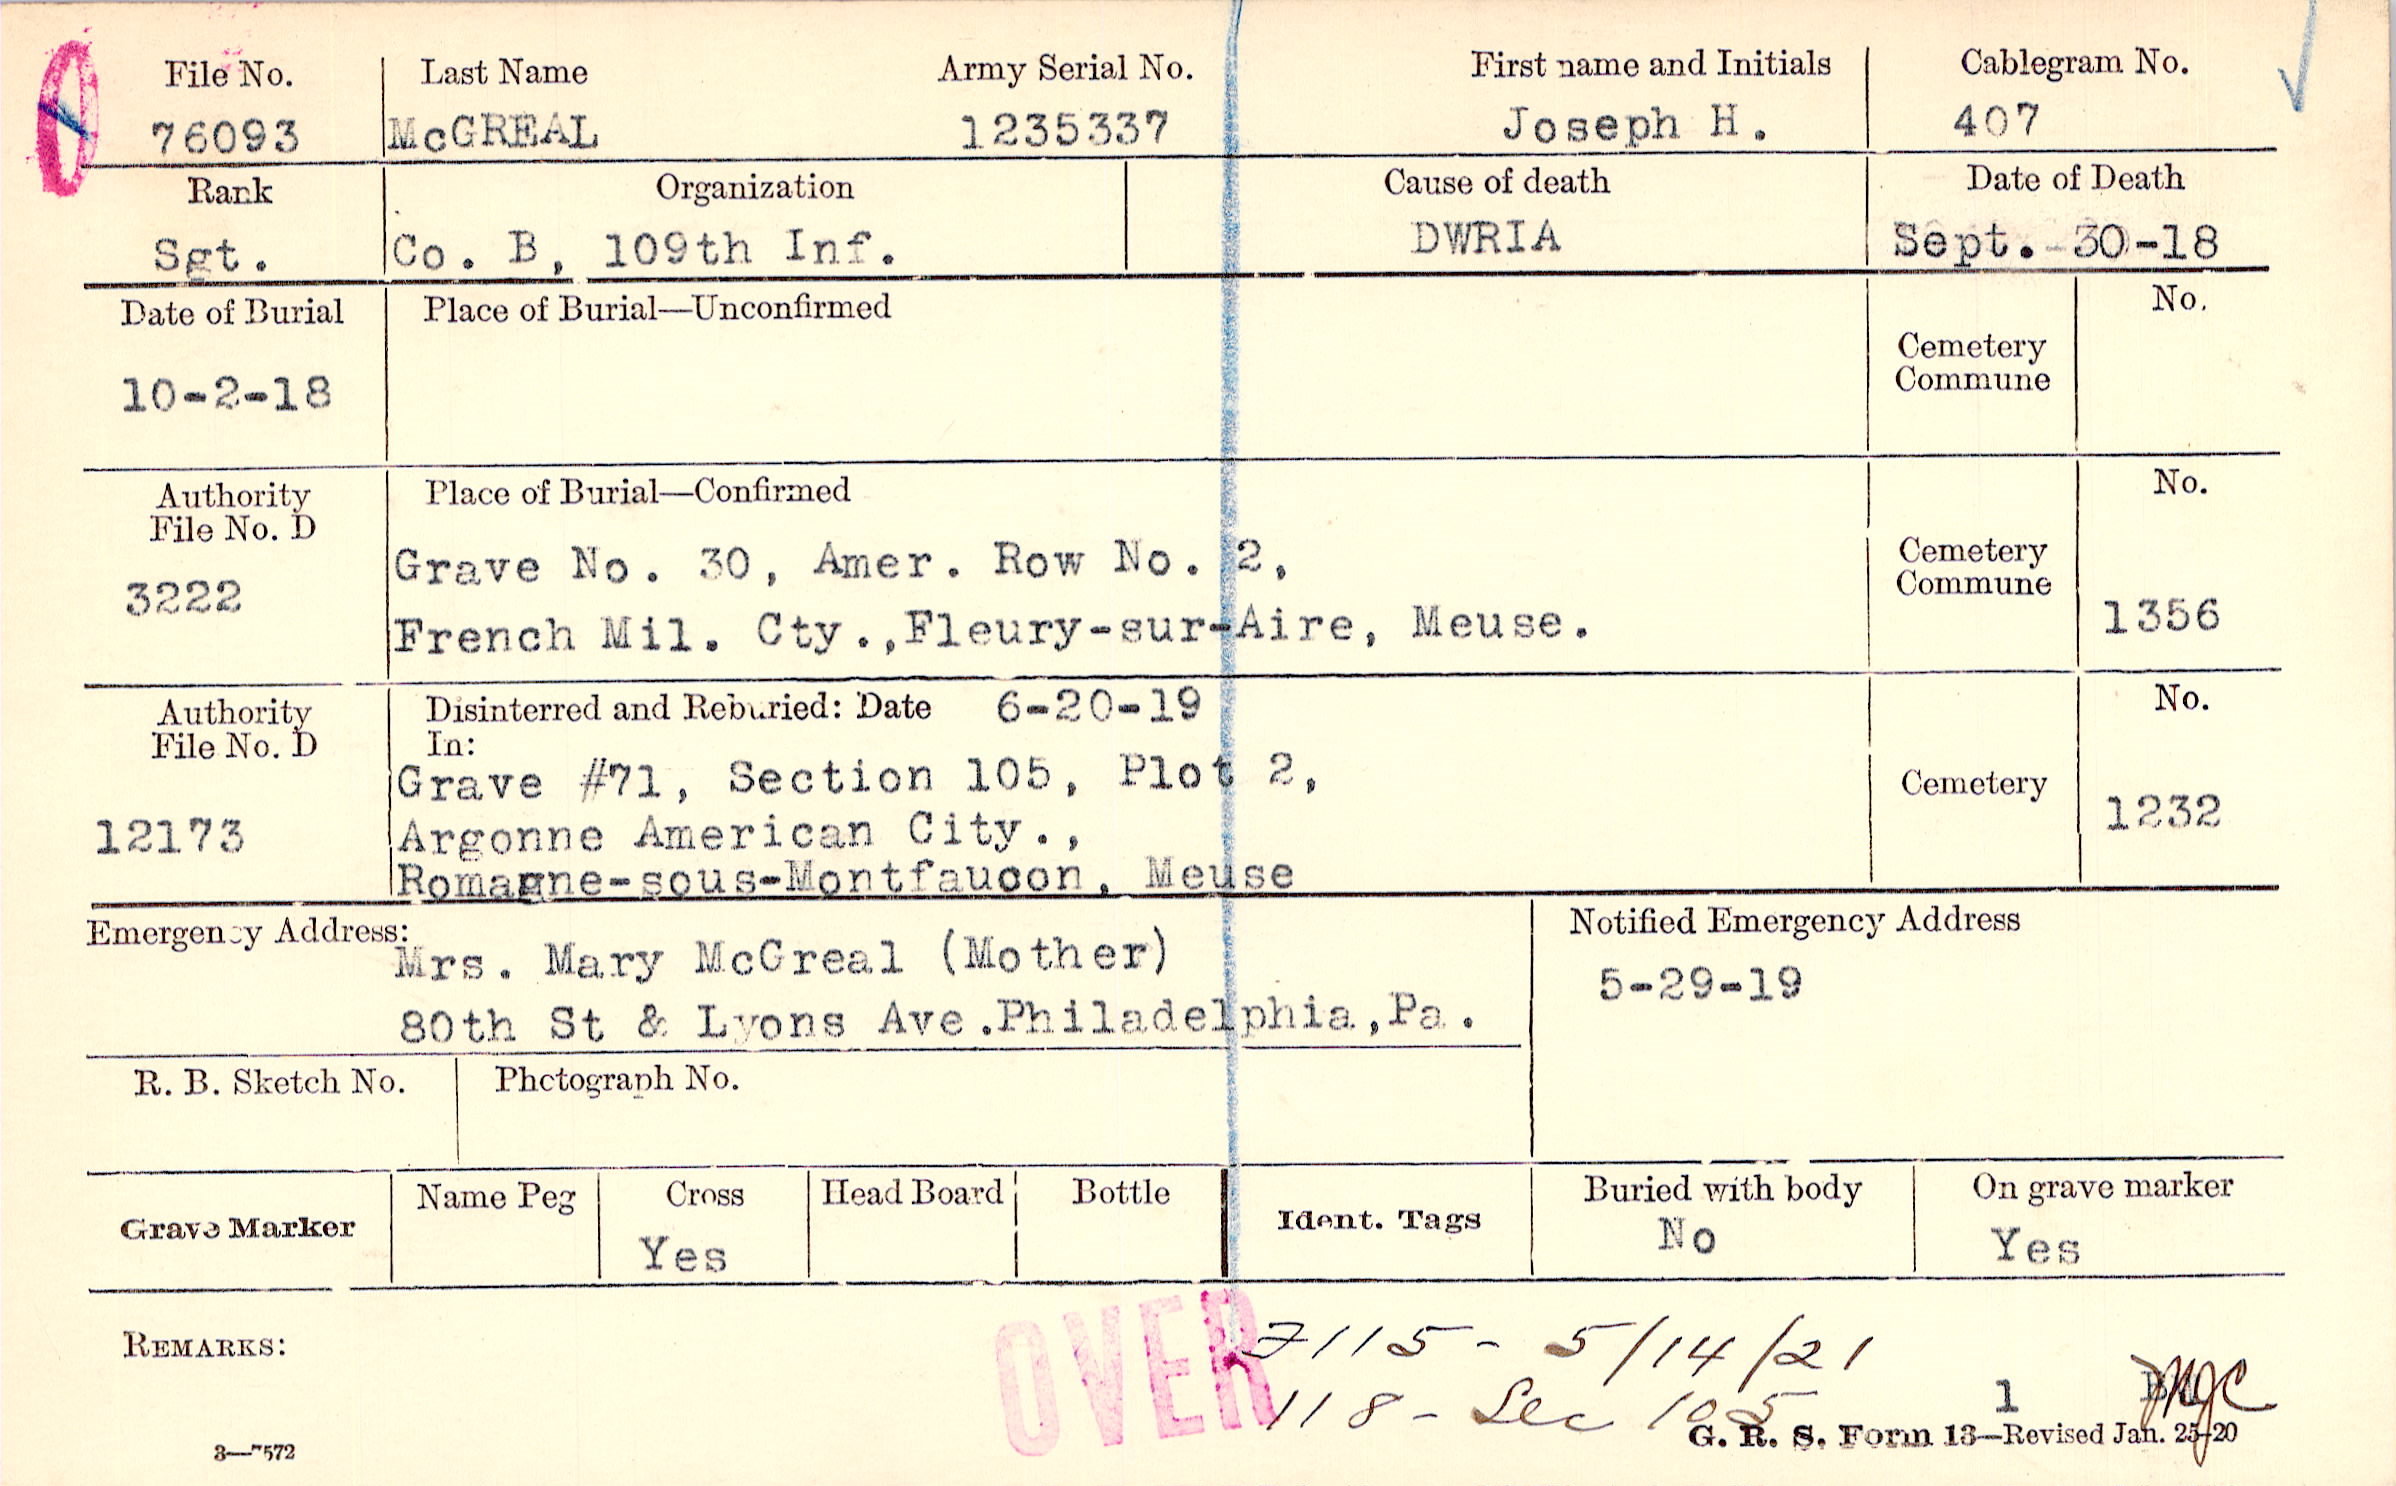 File No. Last Name Army Serial No. First name and Initials Cablegram No.
76093 McGREAL 1235337 Joseph H. 407
Rank Organization Cause of death Date of Death
Sgt. Co. B, 109th Inf. DWRIA Sept. 30-18
Date of Burial Place of Burial—Unconfirmed No.
Cemetery
Commune
10-2-18
Authority Place of Burial—Confirmed No.
File No. D
Grave No. 30, Amer. Row No. 2, Cemetery
Commune
3222 French Mil. Cty.,Fleury-sur-Aire, Meuse. 1356
Authority Disinterred and Reburied: Date 6-20-19 No.
File No. D In:
Grave #71, Section 105, Plot 2, Cemetery
12173 Argonne American City., 1232
Romagne-sous-Montfaucon, Meuse
Emergency Address: Notified Emergency Address
Mrs. Mary McGreal (Mother) 5-29-19
80th St & Lyons Ave.Philadelphia,Pa.
R. B. Sketch No. Photograph No.
Grave Marker Name Peg Cross Head Board Bottle Ident. Tags Buried with body On grave marker
Yes No Yes
REMARKS: OVER 7115 - 5/14/21
118 - Sec 105 1
3—7572 G. R. S. Form 13—Revised Jan. 25-20